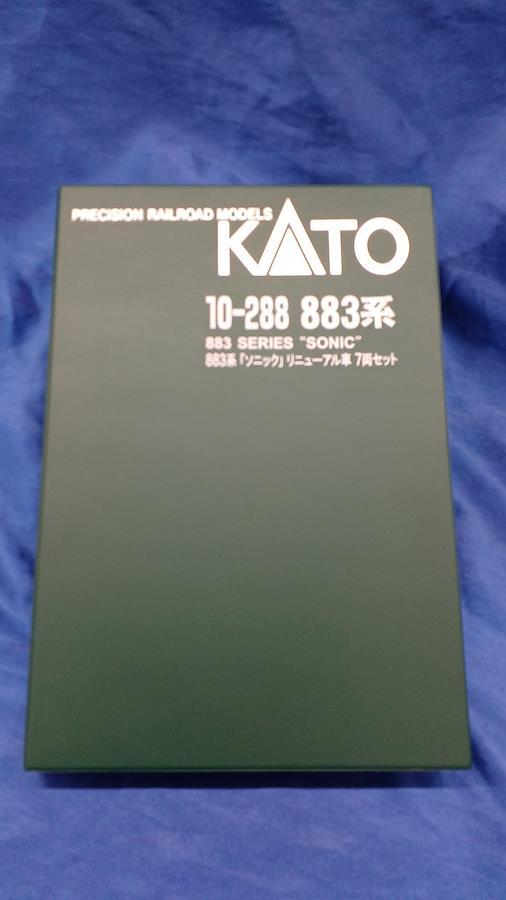 PRECISION RAILROAD MODELS
KATO
10-288 883系
883 SERIES "SONIC"
883系「ソニック」リニューアル車 7両セット